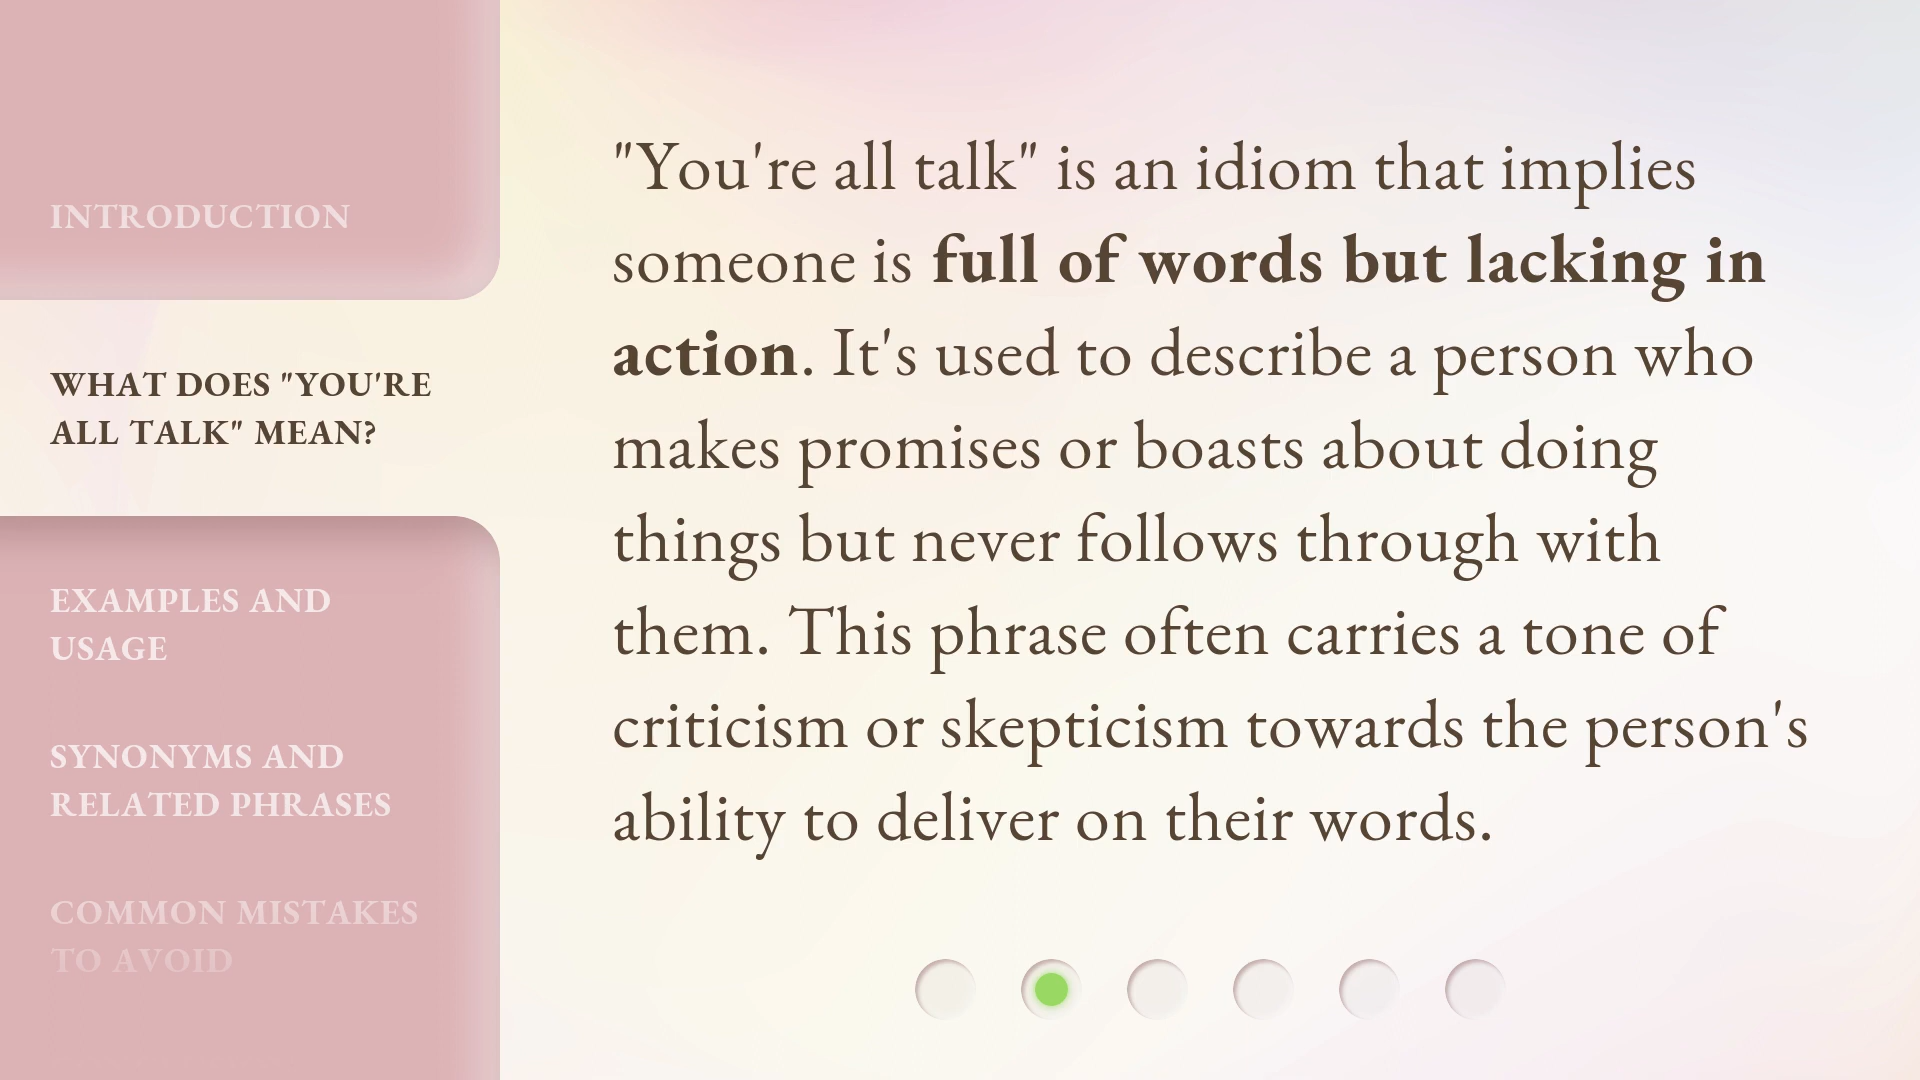 INTRODUCTION
WHAT DOES "YOU'RE
ALL TALK" MEAN?
EXAMPLES AND
USAGE
SYNONYMS AND
RELATED PHRASES
COMMON MISTAKES
TO AVOID
"You're all talk" is an idiom that implies
someone is full of words but lacking in
action. It's used to describe a person who
makes promises or boasts about doing
things but never follows through with
them. This phrase often carries a tone of
criticism or skepticism towards the person's
ability to deliver on their words.